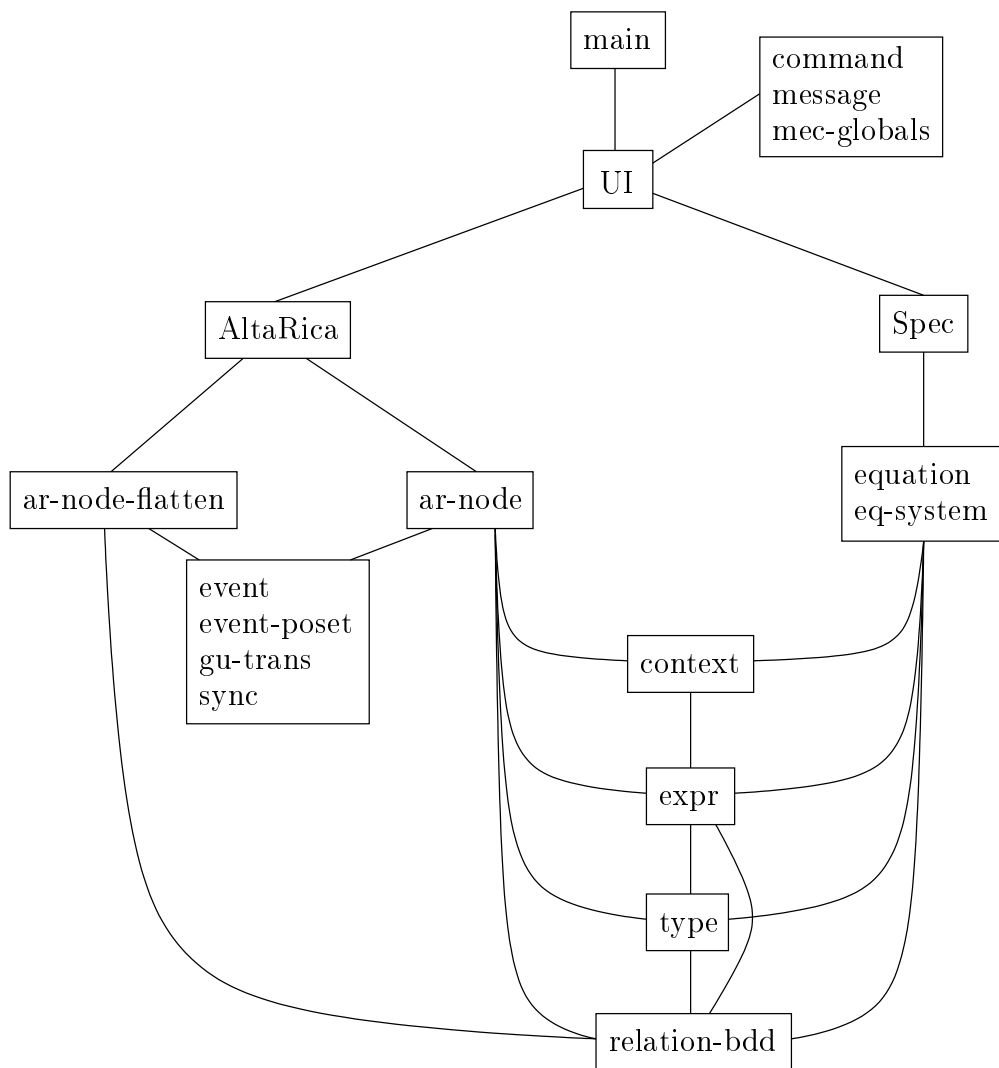 main
command
message
mec-globals
UI
AltaRica
Spec
ar-node-flatten
ar-node
equation
eq-system
event
event-poset
gu-trans
sync
context
expr
type
relation-bdd